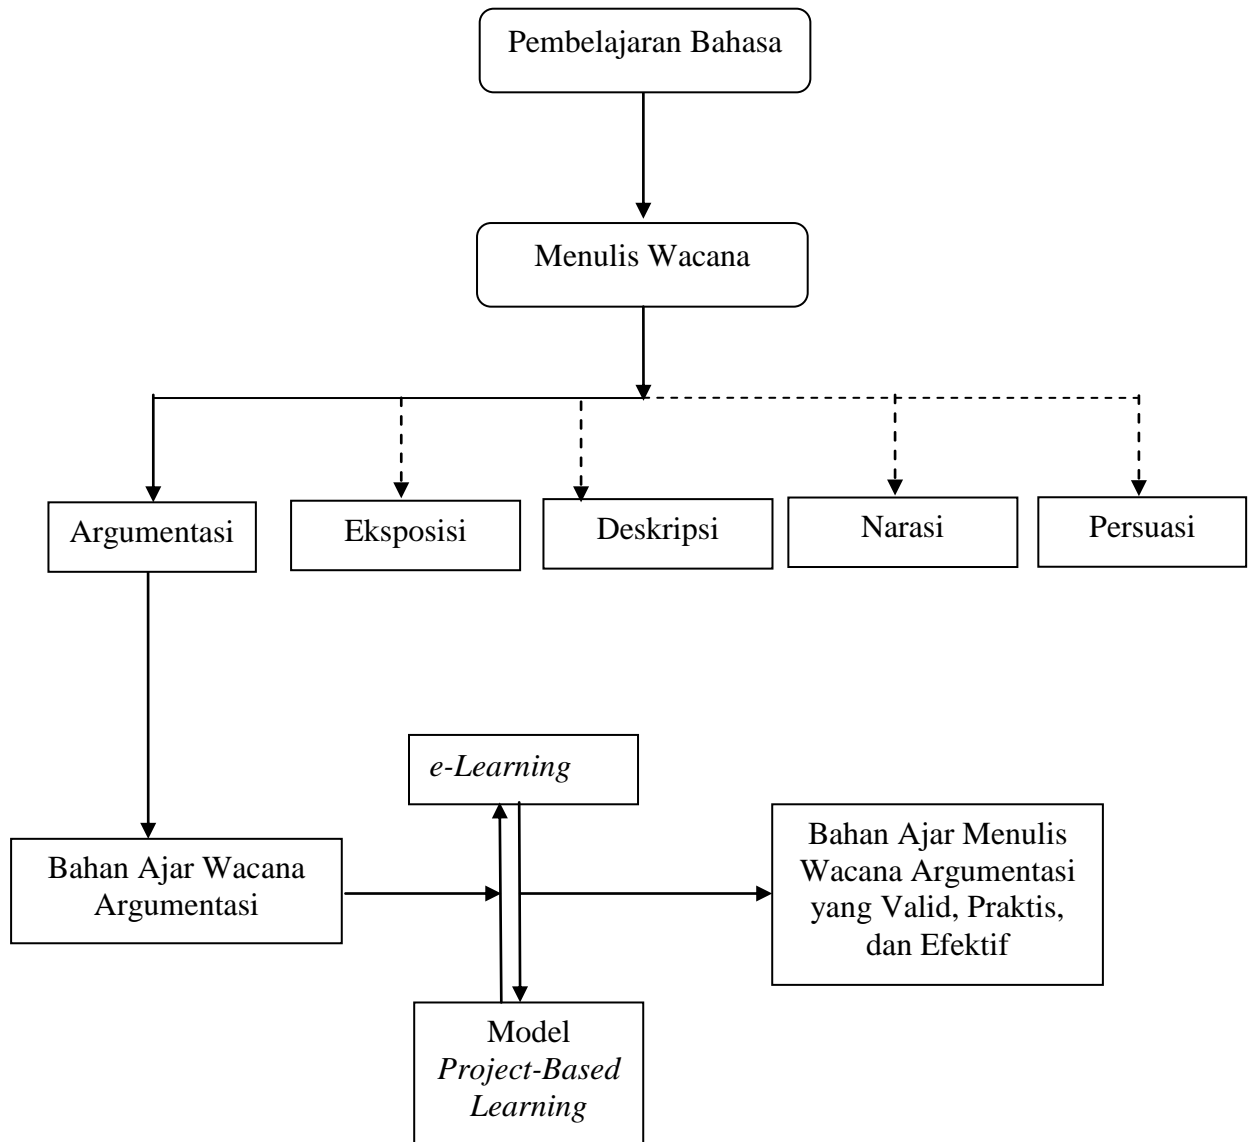 Pembelajaran Bahasa
Menulis Wacana
Argumentasi
Eksposisi
Deskripsi
Narasi
Persuasi
e-Learning
Bahan Ajar Wacana
Argumentasi
Bahan Ajar Menulis
Wacana Argumentasi
yang Valid, Praktis,
dan Efektif
Model
Project-Based
Learning